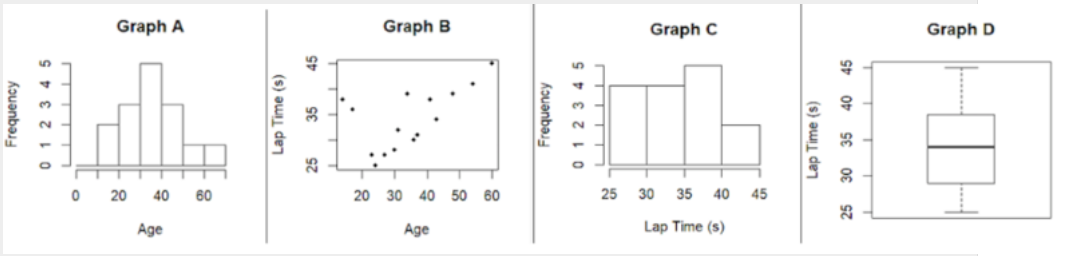 Graph A
Frequency
5
4
3
2
1
0
0 20 40 60
Age
Graph B
Lap Time (s)
45
35
25
20 30 40 50 60
Age
Graph C
Frequency
5
4
3
2
1
0
25 30 35 40 45
Lap Time (s)
Graph D
Lap Time (s)
45
40
35
30
25